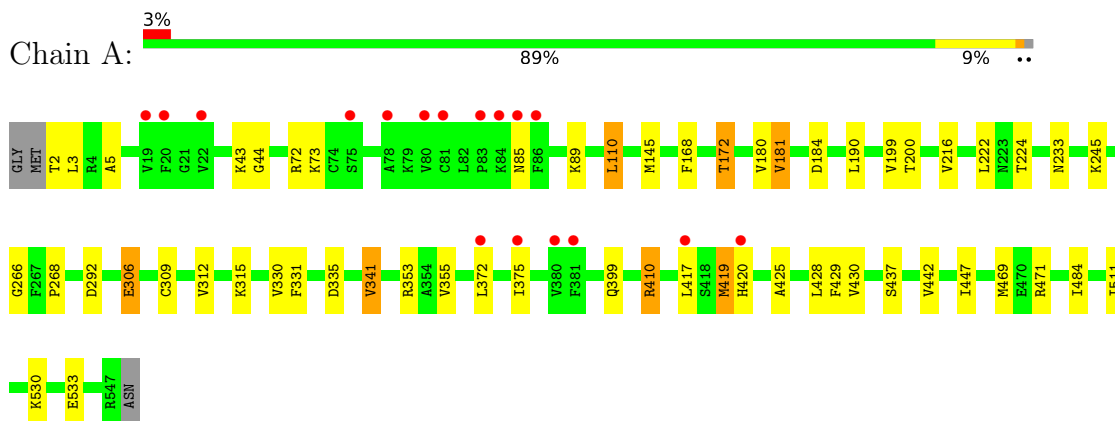 3%
Chain A:
89% 9% ••
GLY MET T2 L3 R4 A5 V19 F20 G21 V22 K43 G44 R72 K73 C74 S75 A78 K79 V80 C81 L82 P83 K84 N85 F86 K89 L110 M145 F168 T172 V180 V181 D184 L190 V199 T200 V216 L222 N223 T224 N233 K245
G266 F267 P268 D292 E306 C309 V312 K315 V330 F331 D335 V341 R353 A354 V355 L372 I375 V380 F381 Q399 R410 L417 S418 M419 H420 A425 L428 F429 V430 S437 V442 I447 M469 E470 R471 I484 I511
K530 E533 R547 ASN